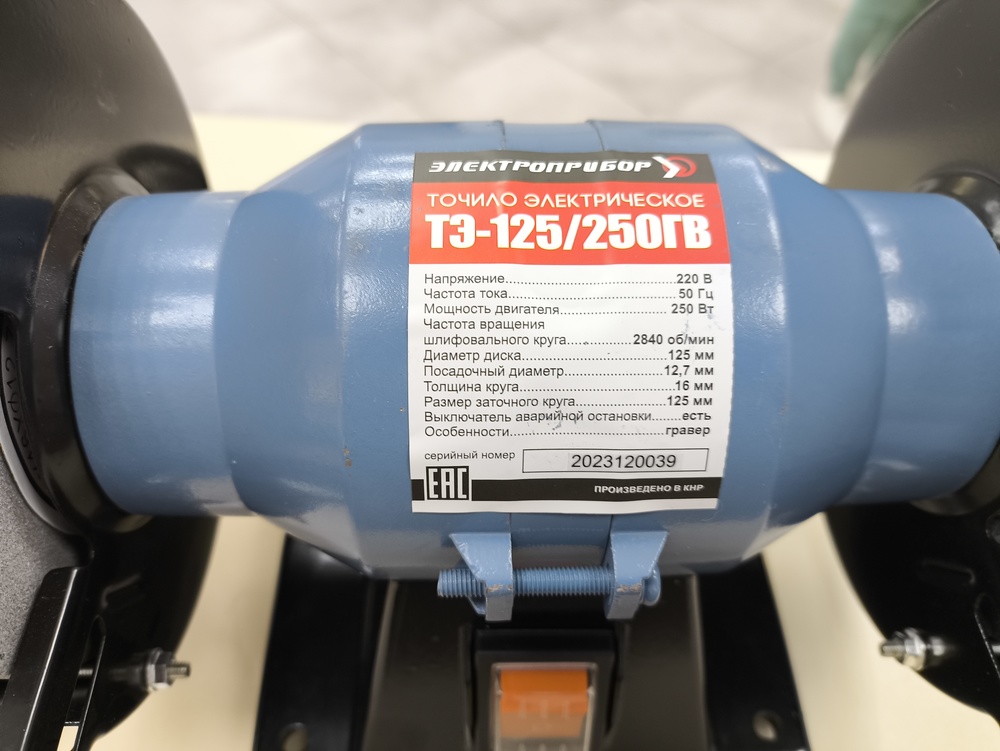 ЭЛЕКТРОПРИБОР
ТОЧИЛО ЭЛЕКТРИЧЕСКОЕ
ТЭ-125/250ГВ
Напряжение....................................220 В
Частота тока....................................50 Гц
Мощность двигателя........................250 Вт
Частота вращения
шлифовального круга..............2840 об/мин
Диаметр диска...............................125 мм
Посадочный диаметр.....................12,7 мм
Толщина круга.................................16 мм
Размер заточного круга....................125 мм
Выключатель аварийной остановки.......есть
Особенности.................................гравер
серийный номер 2023120039
EAC ПРОИЗВЕДЕНО В КНР